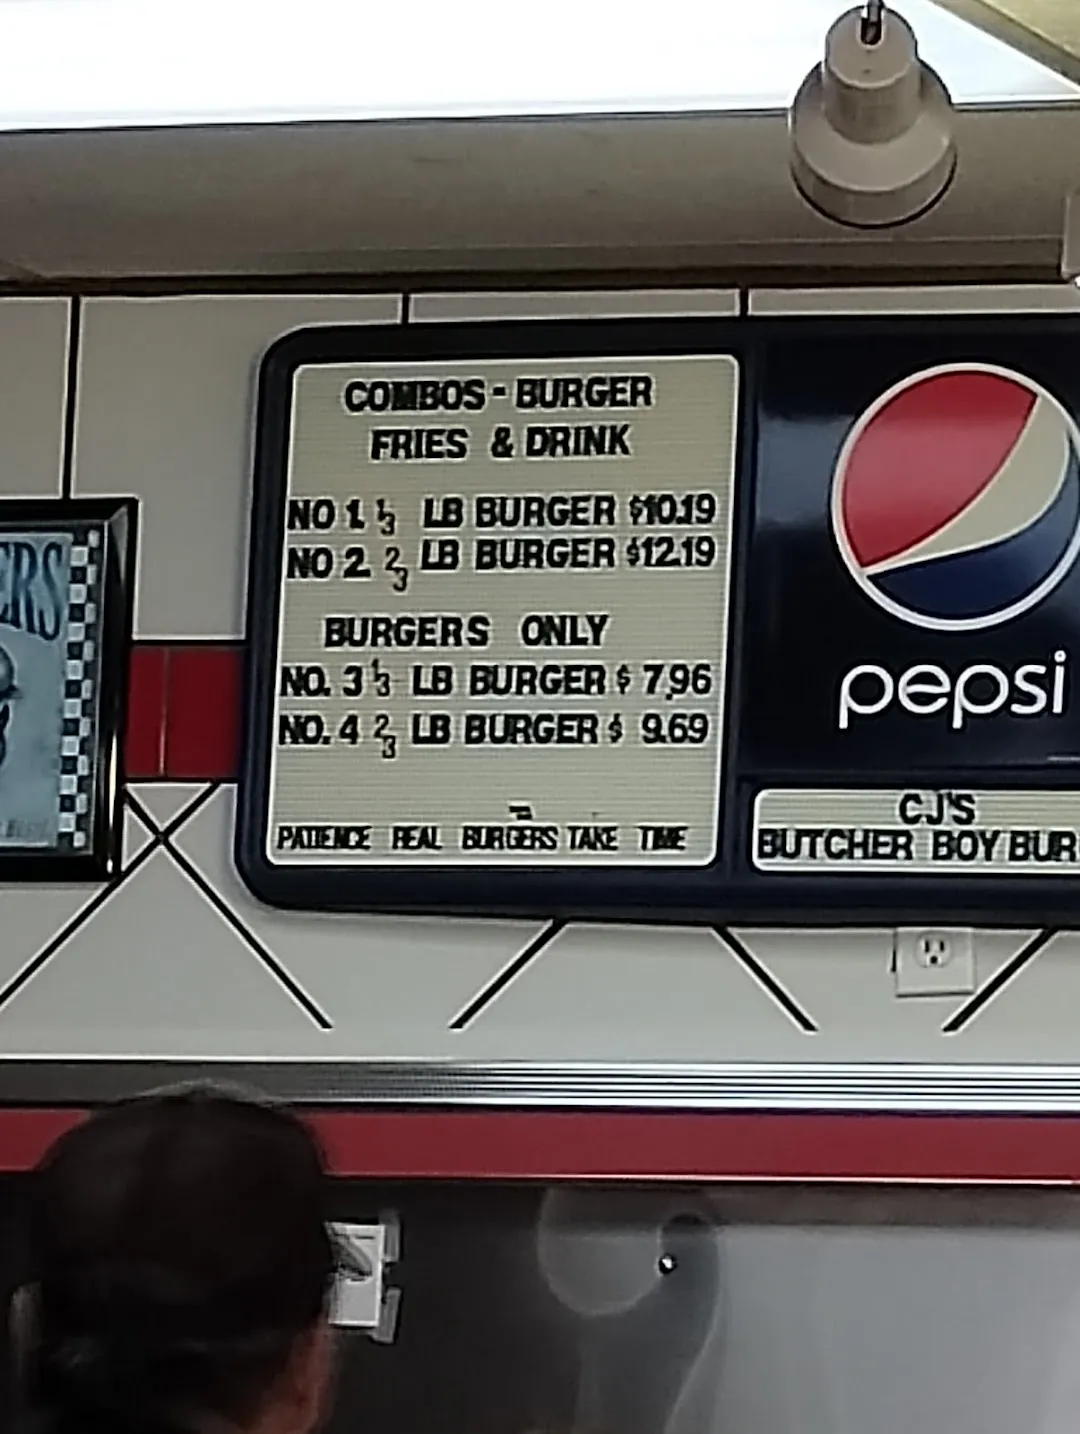 COMBOS - BURGER
FRIES & DRINK
NO 1. 1/3 LB BURGER $10.19
NO 2. 2/3 LB BURGER $12.19
BURGERS ONLY
NO. 3 1/3 LB BURGER $ 7.96
NO. 4 2/3 LB BURGER $ 9.69
PATIENCE REAL BURGERS TAKE TIME
pepsi
CJ'S
BUTCHER BOY BUR
ERS